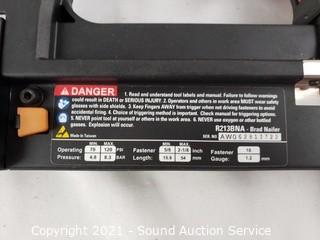 DANGER
1. Read and understand tool labels and manual. Failure to follow warnings
could result in DEATH or SERIOUS INJURY. 2. Operators and others in work area MUST wear safety
glasses with side shields. 3. Keep Fingers AWAY from trigger when not driving fasteners to avoid
accidental firing. 4. Choice of triggering method is important. Check manual for triggering options.
5. NEVER point tool at yourself or others in work area. 6. NEVER use oxygen or other bottled
gases. Explosion will occur.
R213BNA - Brad Nailer
Made in Taiwan
SERIAL NO.
MIN. MAX. MIN. MAX.
Operating 70 120 PSI Fastener 5/8 2-1/8 inch Fastener 18
Pressure: 4.8 8.3 BAR Length: 15.9 54 mm Gauge: 1.2 mm
Copyright 2021 - AuctionOhio